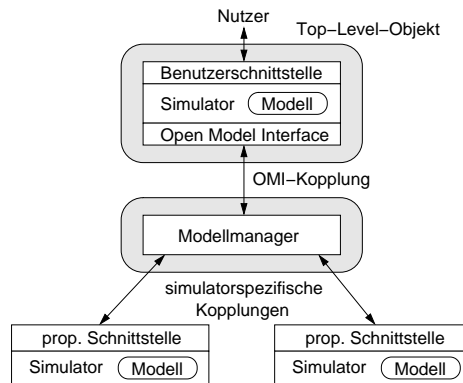 Nutzer
Top-Level-Objekt
Benutzerschnittstelle
Simulator Modell
Open Model Interface
OMI-Kopplung
Modellmanager
simulatorspezifische
Kopplungen
prop. Schnittstelle prop. Schnittstelle
Simulator Modell Simulator Modell